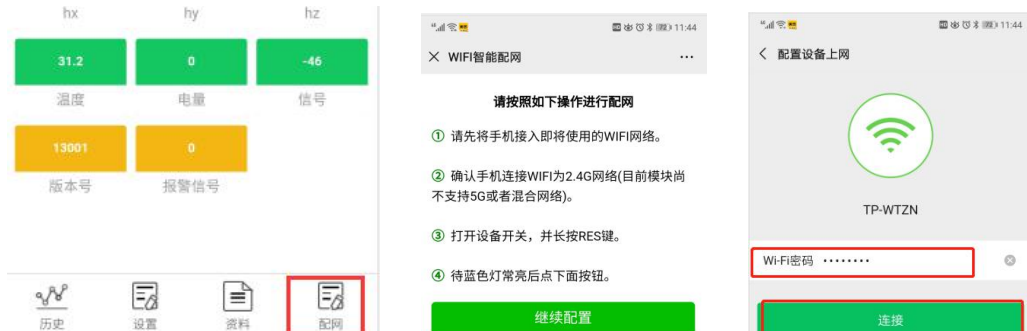 hx hy hz
31.2 0 -46
温度 电量 信号
13001 0
版本号 报警信号
历史 设置 资料 配网
11:44
WIFI智能配网
请按照如下操作进行配网
① 请先将手机接入即将使用的WIFI网络。
② 确认手机连接WIFI为2.4G网络(目前模块尚
不支持5G或者混合网络)。
③ 打开设备开关，并长按RES键。
④ 待蓝色灯常亮后点下面按钮。
继续配置
11:44
配置设备上网
TP-WTZN
Wi-Fi密码 ········
连接